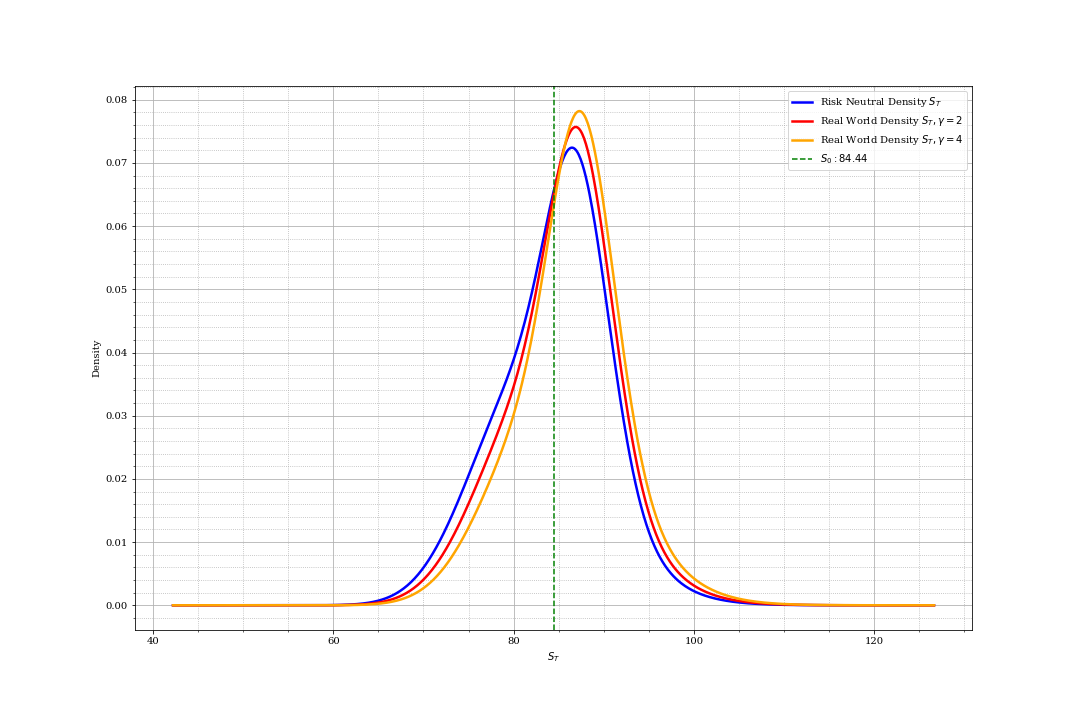 Risk Neutral Density $S_T$
Real World Density $S_T, \gamma = 2$
Real World Density $S_T, \gamma = 4$
$S_0 : 84.44$
0.08
0.07
0.06
0.05
0.04
0.03
0.02
0.01
0.00
Density
40 60 80 100 120
$S_T$